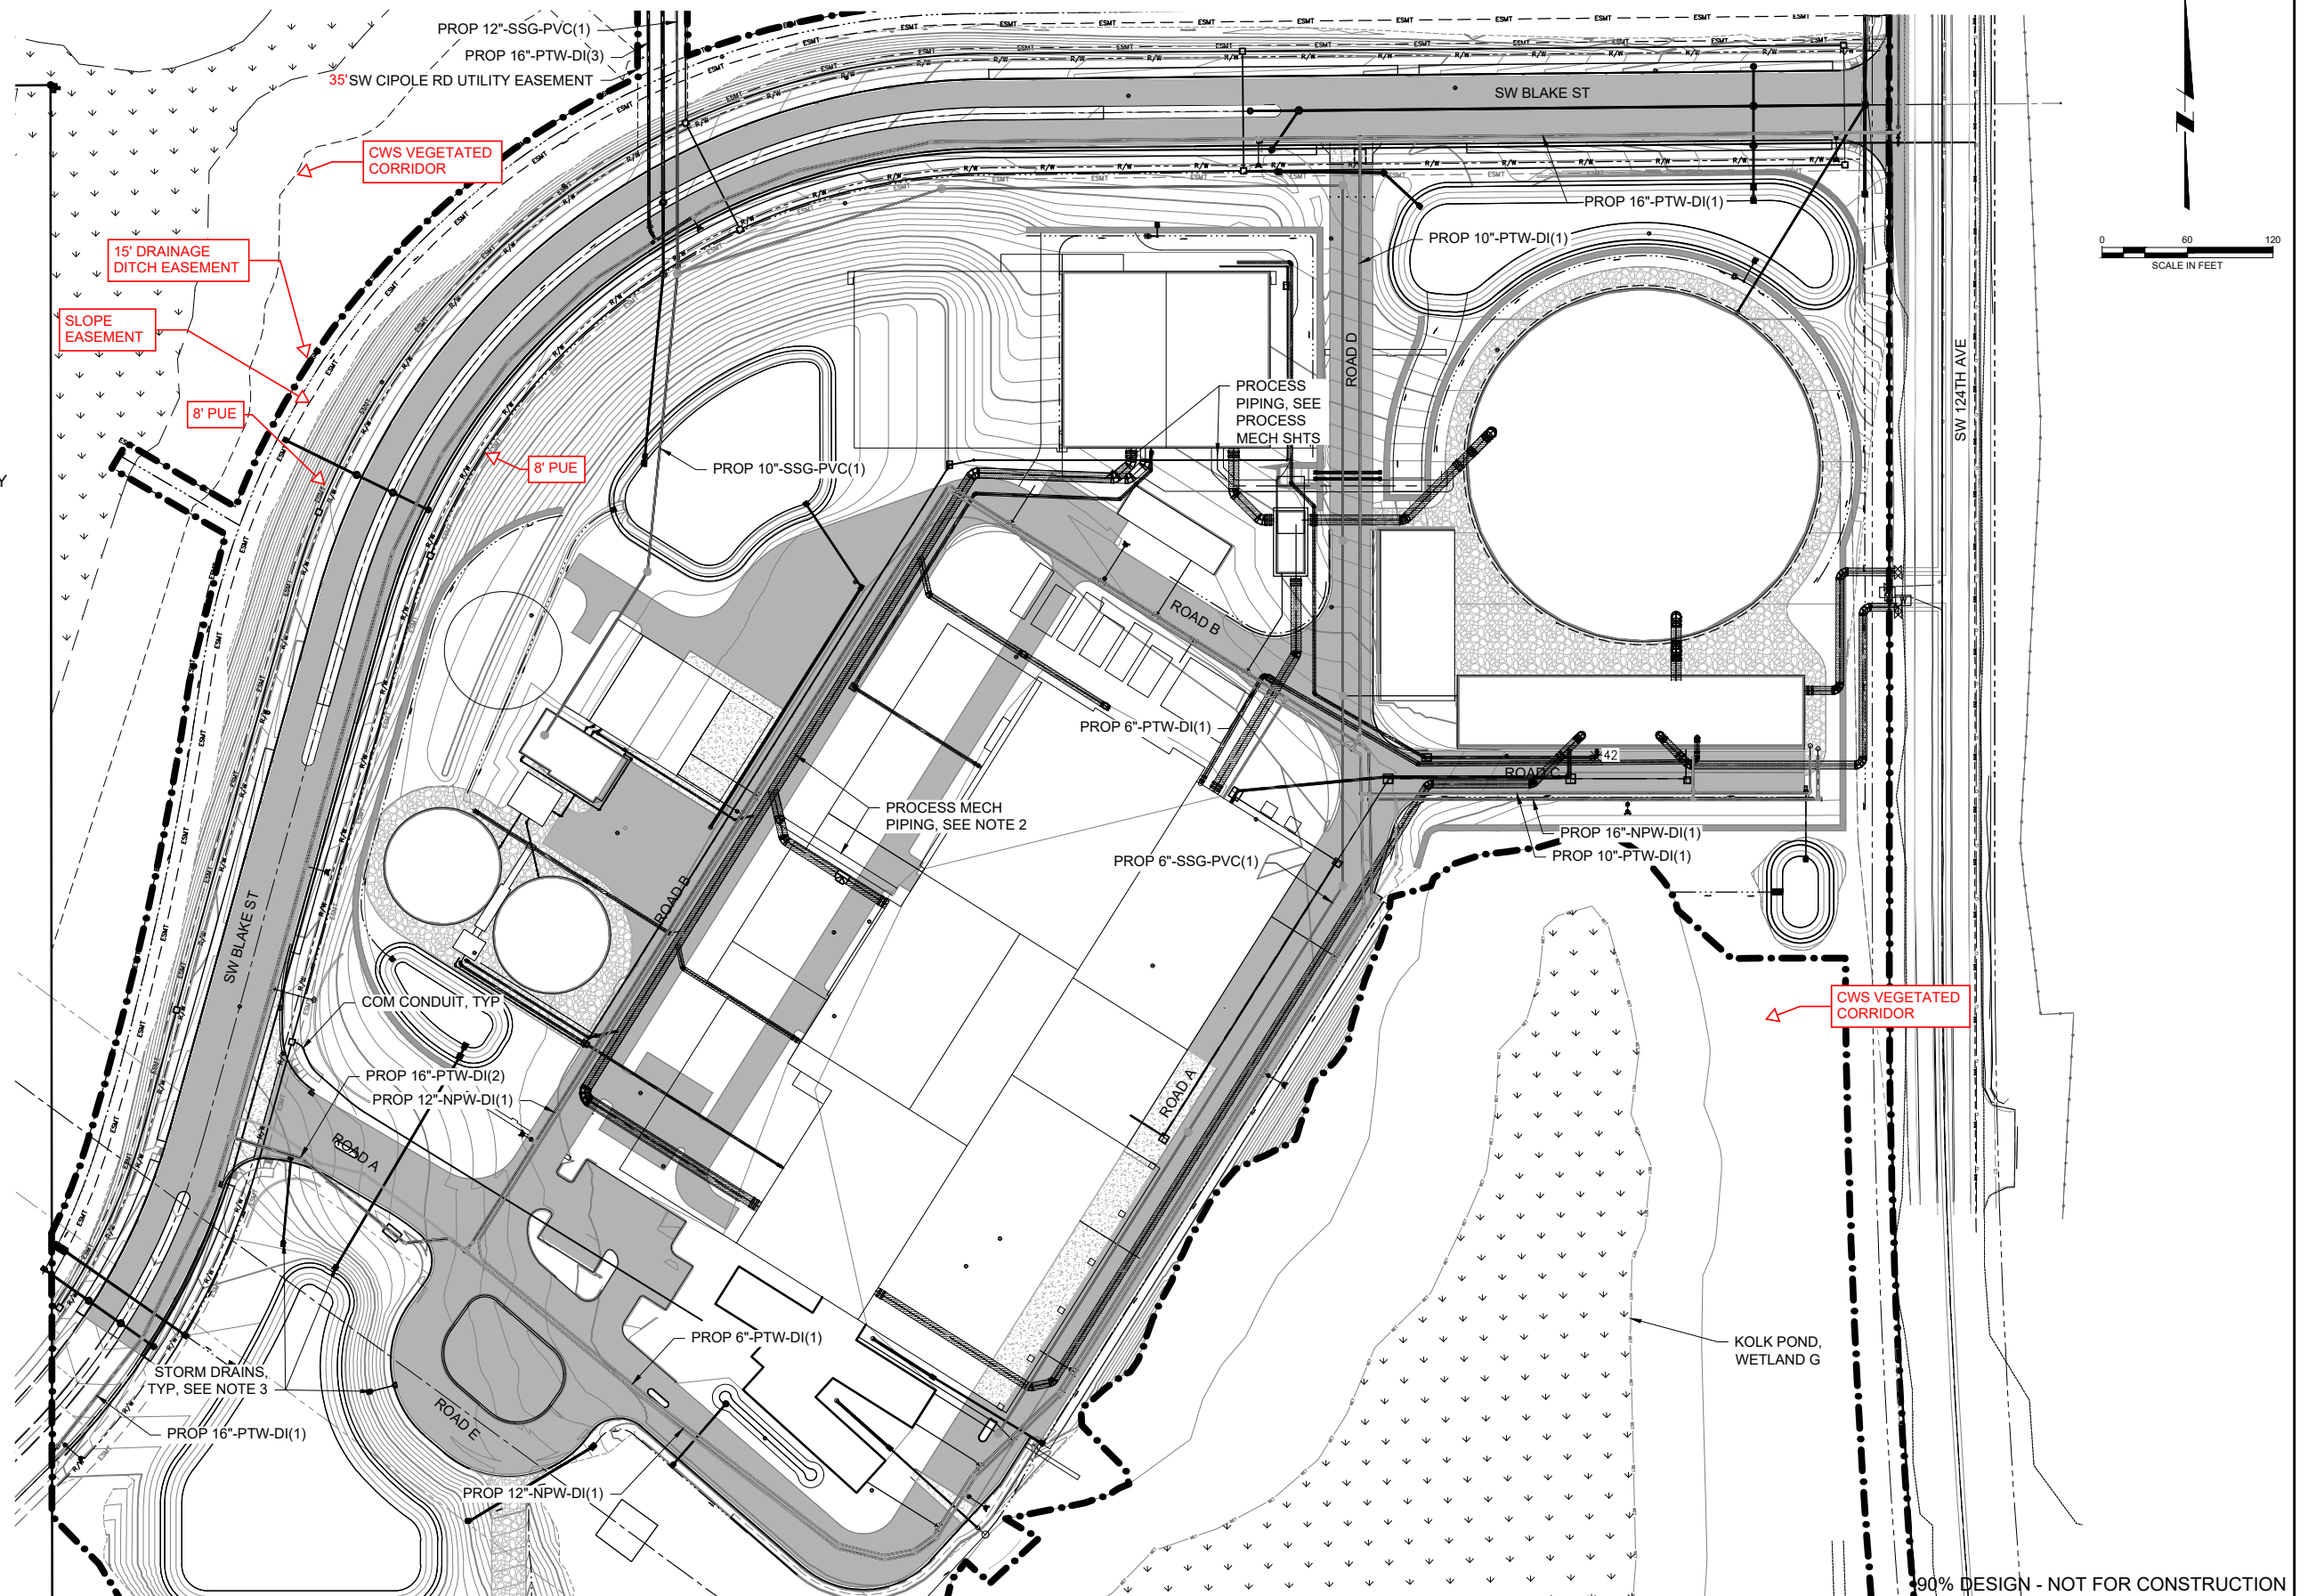 PROP 12"-SSG-PVC(1)
PROP 16"-PTW-DI(3)
35' SW CIPOLE RD UTILITY EASEMENT
CWS VEGETATED
CORRIDOR
15' DRAINAGE
DITCH EASEMENT
SLOPE
EASEMENT
8' PUE
8' PUE
SW BLAKE ST
PROP 16"-PTW-DI(1)
PROP 10"-PTW-DI(1)
0 60 120
SCALE IN FEET
ROAD D
SW 124TH AVE
PROCESS
PIPING, SEE
PROCESS
MECH SHTS
PROP 10"-SSG-PVC(1)
Y
ROAD B
PROP 6"-PTW-DI(1)
42
ROAD C
PROCESS MECH
PIPING, SEE NOTE 2
PROP 16"-NPW-DI(1)
PROP 10"-PTW-DI(1)
PROP 6"-SSG-PVC(1)
ROAD B
SW BLAKE ST
COM CONDUIT, TYP
CWS VEGETATED
CORRIDOR
PROP 16"-PTW-DI(2)
PROP 12"-NPW-DI(1)
ROAD A
ROAD A
PROP 6"-PTW-DI(1)
KOLK POND,
WETLAND G
STORM DRAINS,
TYP, SEE NOTE 3
ROAD E
PROP 16"-PTW-DI(1)
PROP 12"-NPW-DI(1)
90% DESIGN - NOT FOR CONSTRUCTION